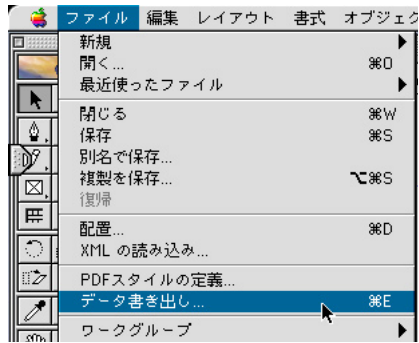 ファイル 編集 レイアウト 書式 オブジェク
新規
開く... ⌘O
最近使ったファイル
閉じる ⌘W
保存 ⌘S
別名で保存...
複製を保存... ⌥⌘S
復帰
配置... ⌘D
XML の読み込み...
PDFスタイルの定義...
データ書き出し... ⌘E
ワークグループ